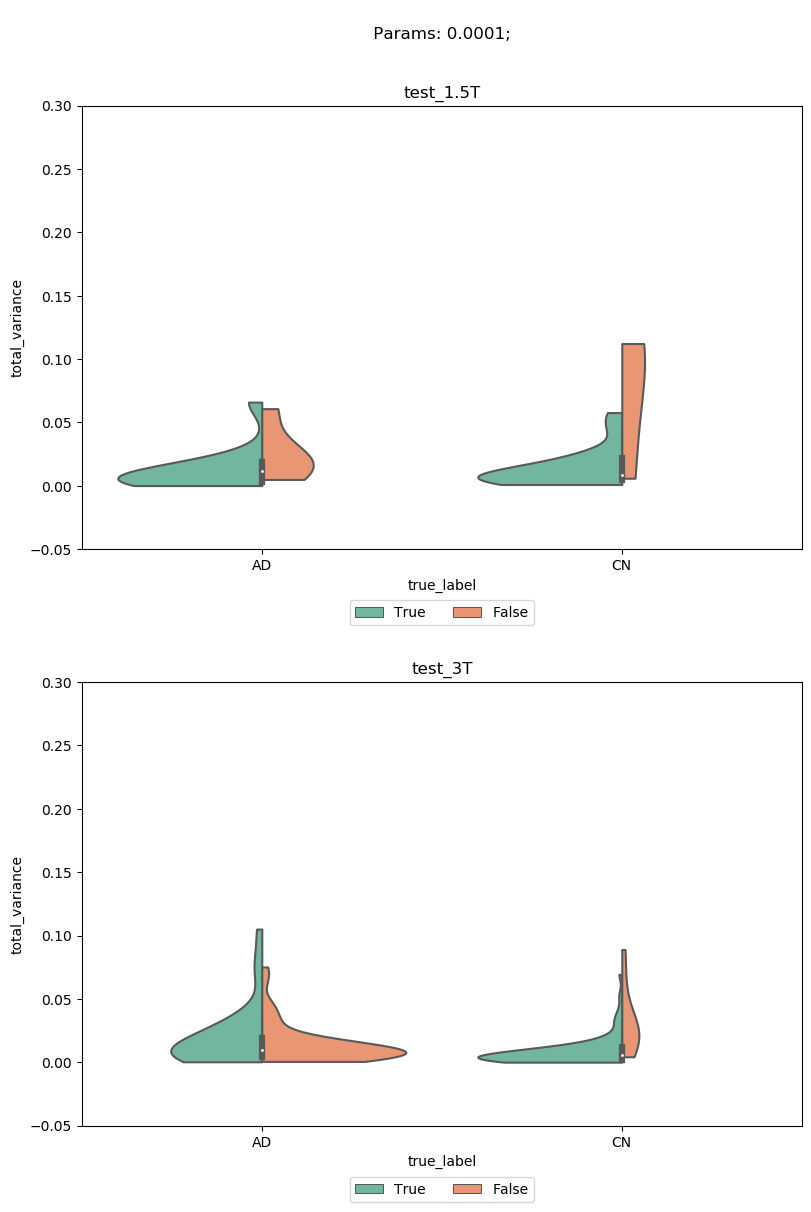 Params: 0.0001;
test_1.5T
0.30
0.25
0.20
0.15
0.10
0.05
0.00
−0.05
total_variance
AD CN
true_label
True False
test_3T
0.30
0.25
0.20
0.15
0.10
0.05
0.00
−0.05
total_variance
AD CN
true_label
True False